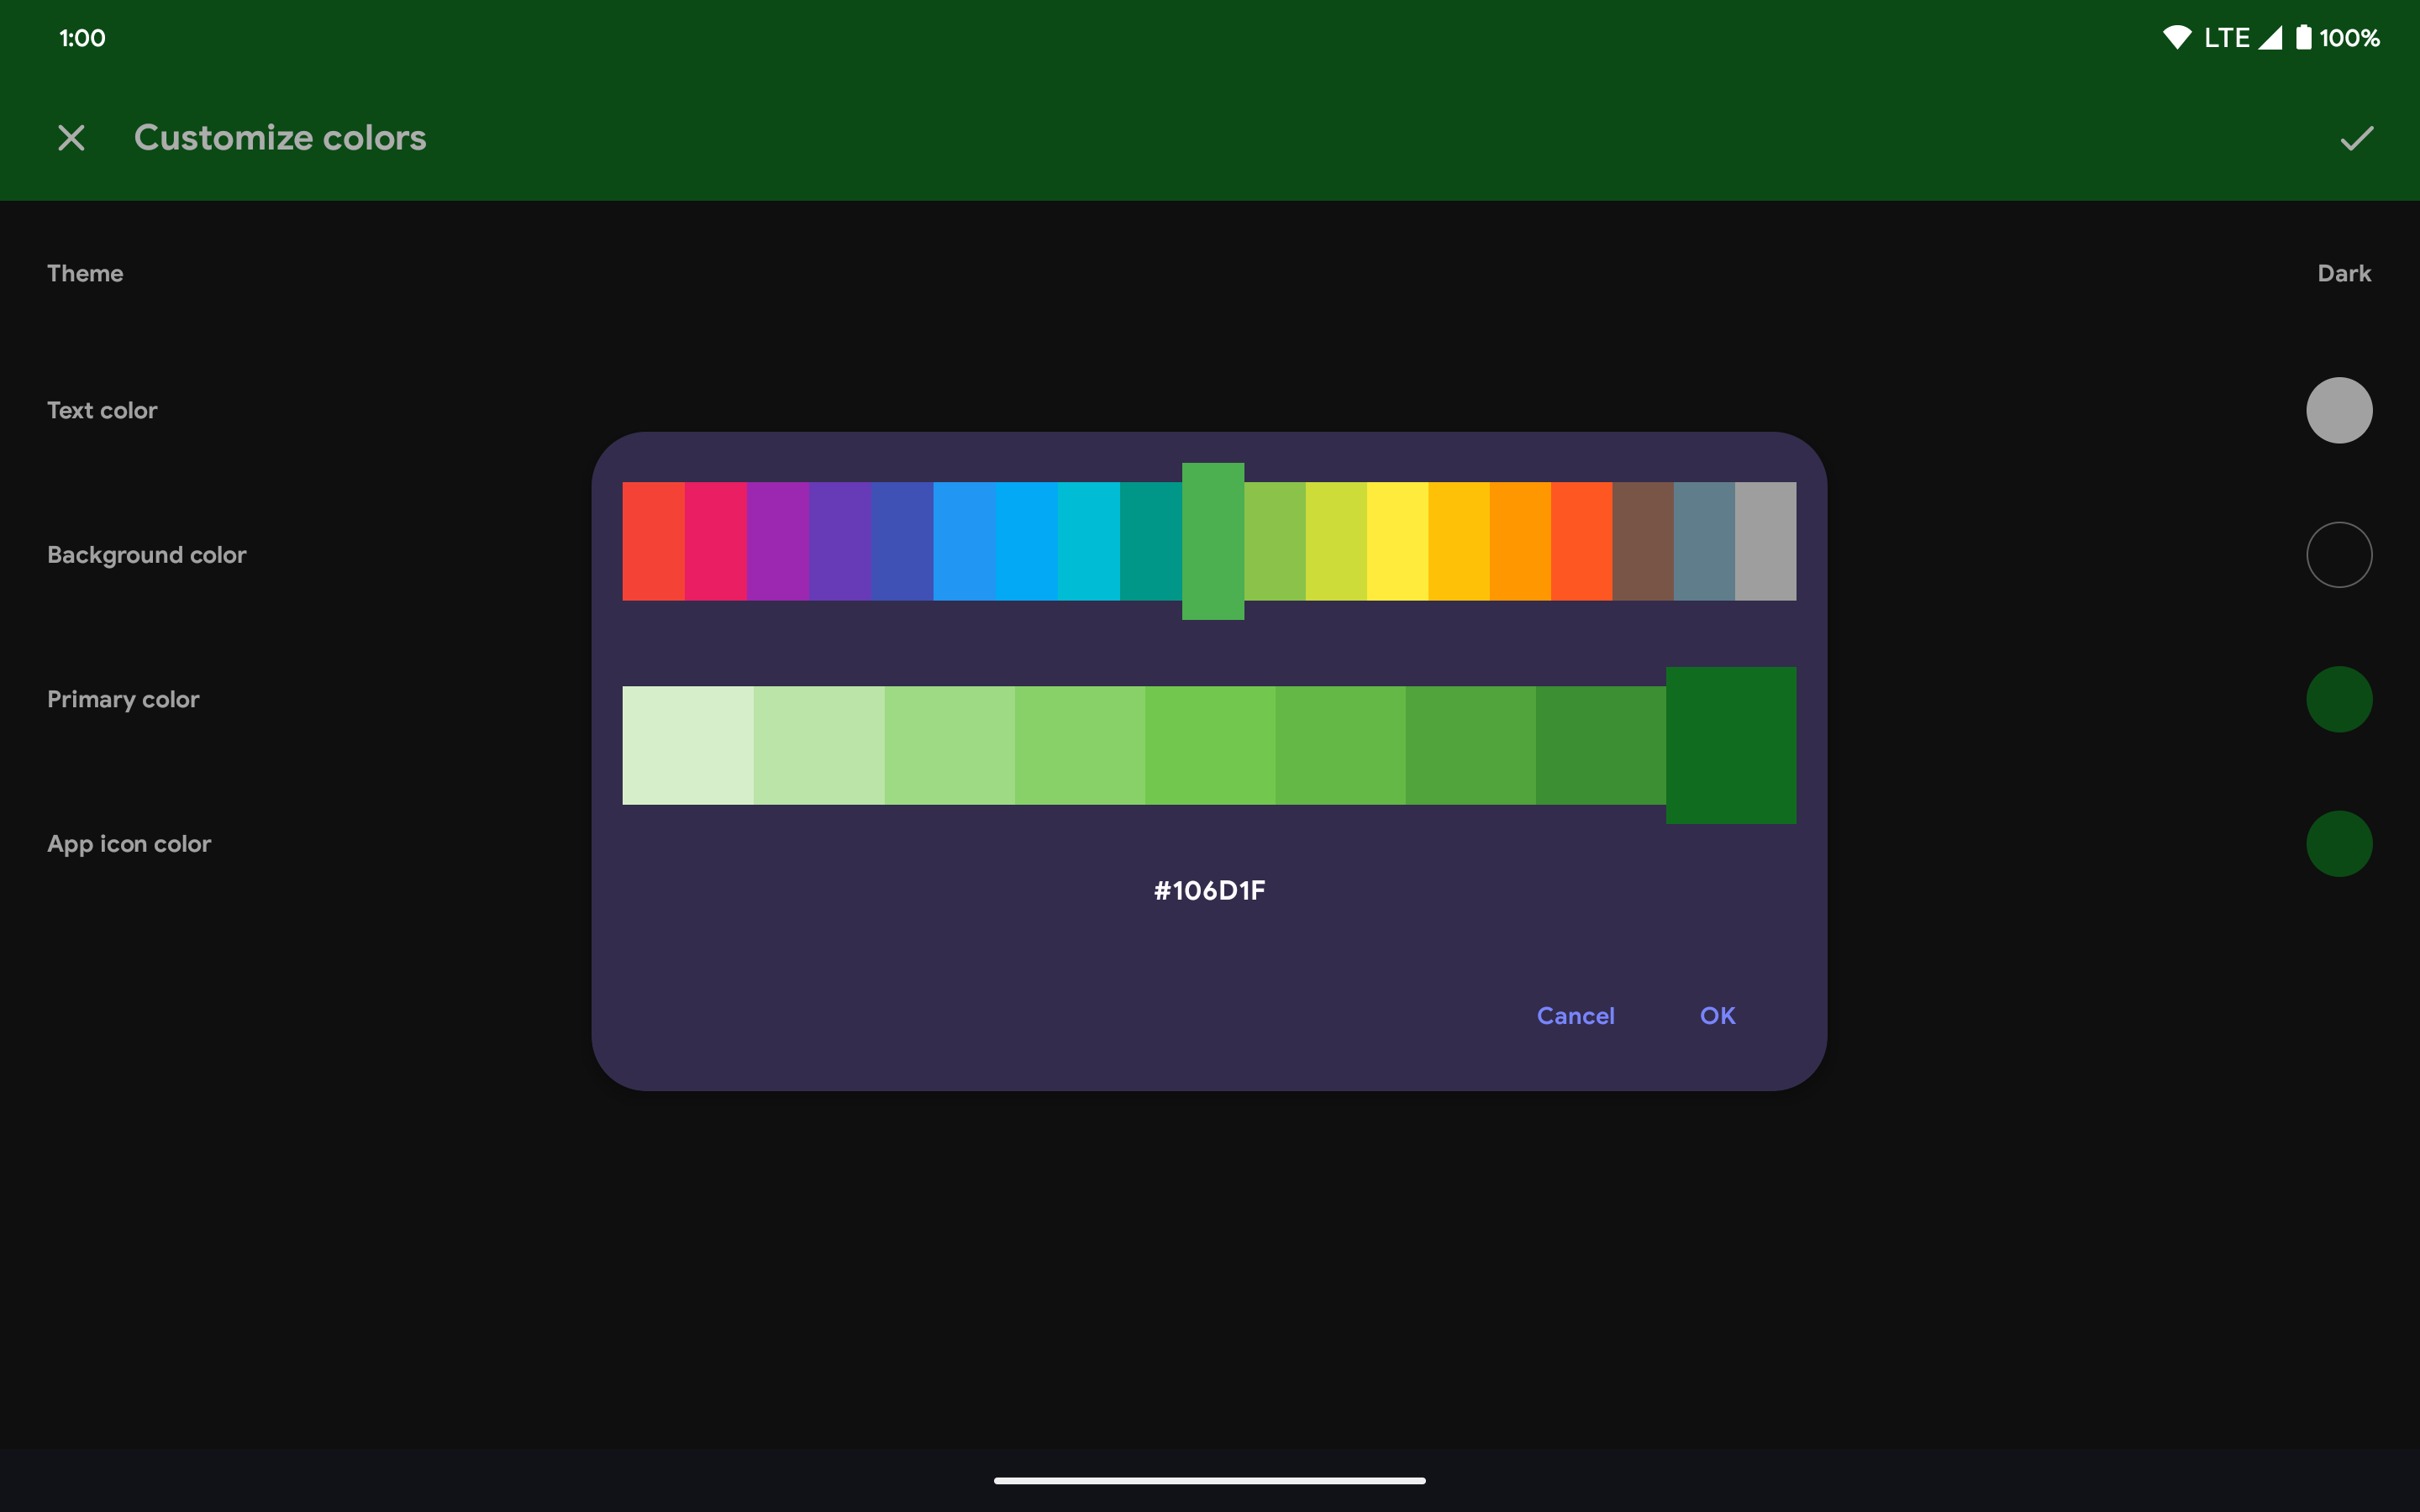 1:00
LTE 100%
Customize colors
Theme
Dark
Text color
Background color
Primary color
App icon color
#106D1F
Cancel
OK